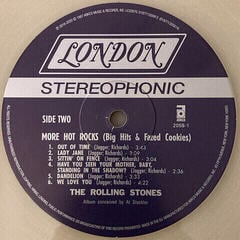 LONDON
STEREOPHONIC
SIDE TWO
2058-1
MORE HOT ROCKS (Big Hits & Fazed Cookies)
1. OUT OF TIME (Jagger; Richards) - 3:43
2. LADY JANE (Jagger; Richards) - 3:09
3. SITTIN' ON FENCE (Jagger; Richards) - 3:04
4. HAVE YOU SEEN YOUR MOTHER, BABY,
STANDING IN THE SHADOW? (Jagger; Richards) - 2:36
5. DANDELION (Jagger; Richards) - 3:
6. WE LOVE YOU (Jagger; Richards) - 4:22
THE ROLLING STONES
Album conceived by Al Steckler